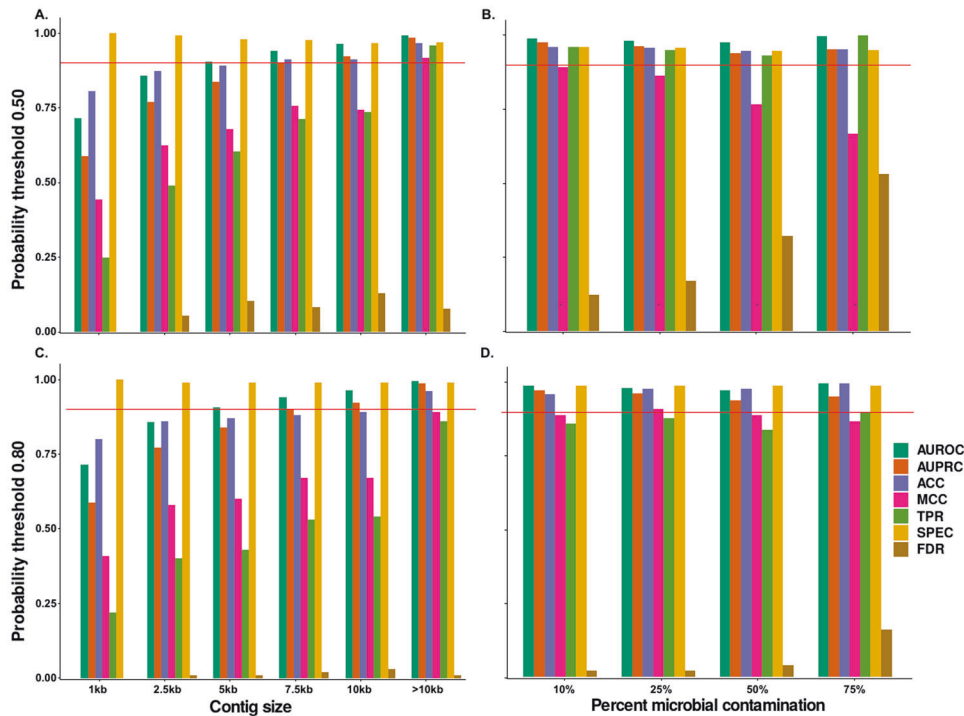 A.
B.
Probability threshold 0.50
1.00
0.75
0.50
0.25
0.00
C.
D.
Probability threshold 0.80
1.00
0.75
0.50
0.25
0.00
AUROC
AUPRC
ACC
MCC
TPR
SPEC
FDR
1kb 2.5kb 5kb 7.5kb 10kb >10kb
10% 25% 50% 75%
Contig size
Percent microbial contamination